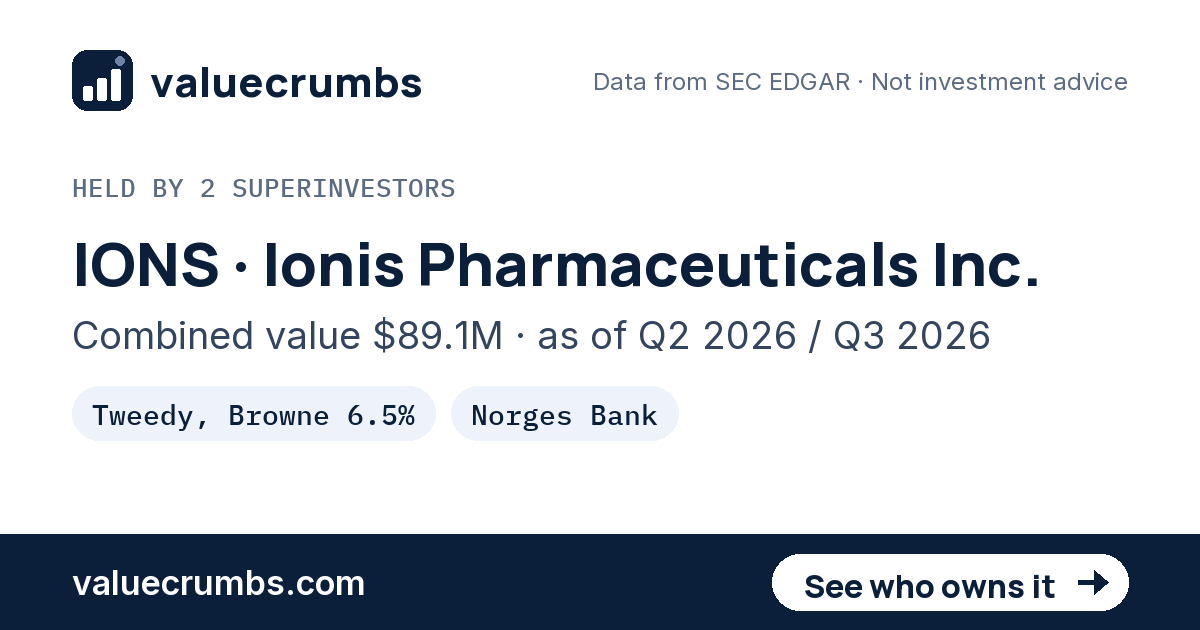 valuecrumbs
Data from SEC EDGAR · Not investment advice
HELD BY 2 SUPERINVESTORS
IONS · Ionis Pharmaceuticals Inc.
Combined value $89.1M · as of Q2 2026 / Q3 2026
Tweedy, Browne 6.5%
Norges Bank
valuecrumbs.com
See who owns it →